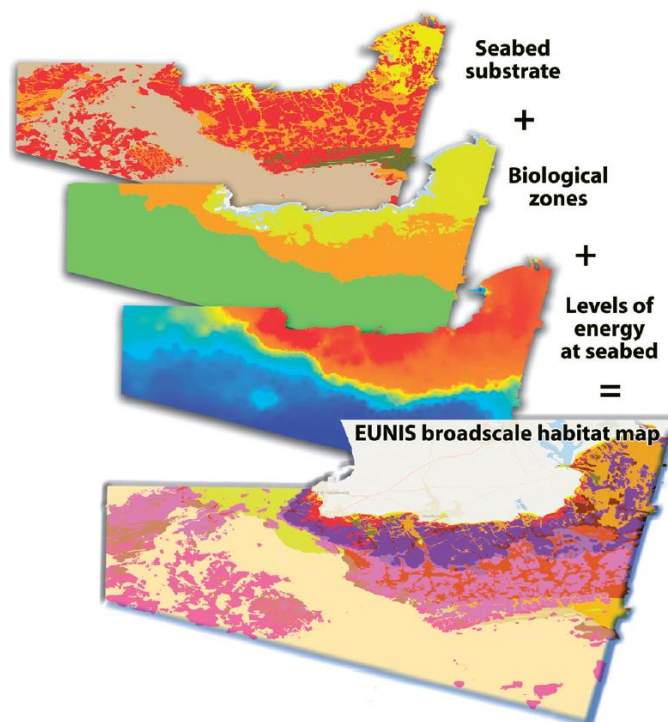 Seabed
substrate
+
Biological
zones
+
Levels of
energy
at seabed
=
EUNIS broadscale habitat map